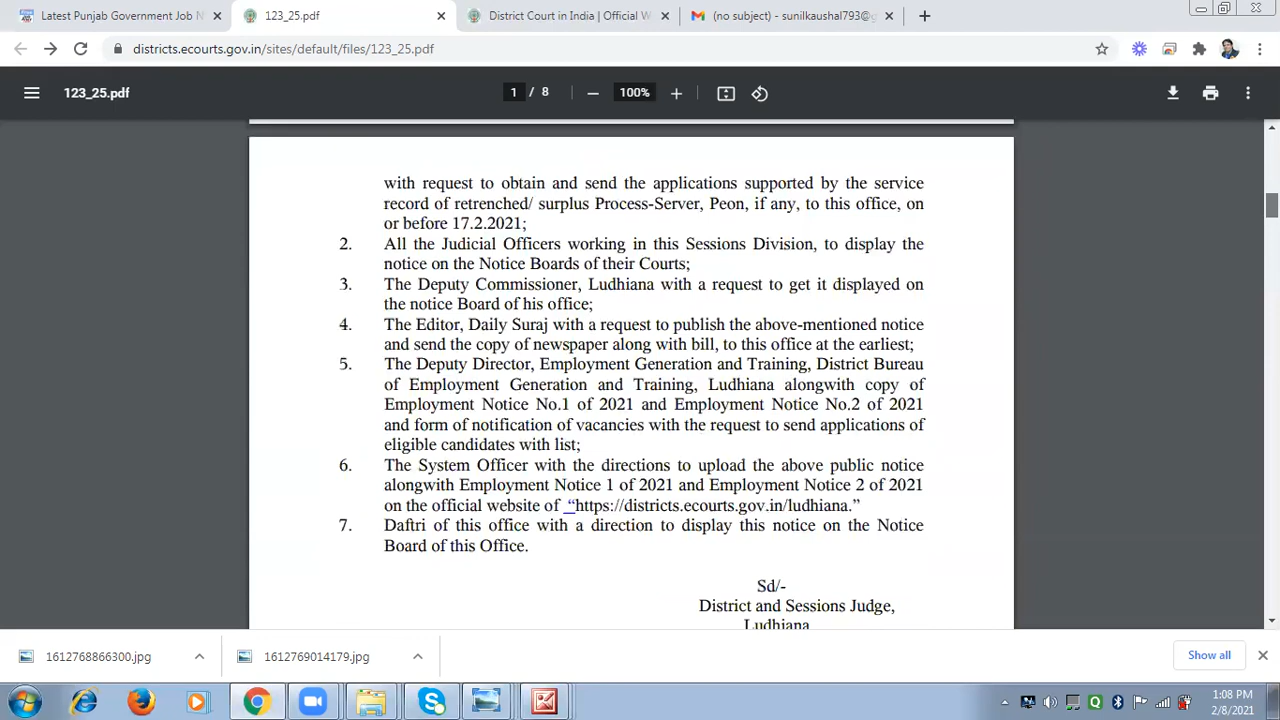 Latest Punjab Government Job N
123_25.pdf
District Court in India | Official W
(no subject) - sunilkaushal793@g
districts.ecourts.gov.in/sites/default/files/123_25.pdf
123_25.pdf
1 / 8
100%
with request to obtain and send the applications supported by the service
record of retrenched/ surplus Process-Server, Peon, if any, to this office, on
or before 17.2.2021;
2. All the Judicial Officers working in this Sessions Division, to display the
notice on the Notice Boards of their Courts;
3. The Deputy Commissioner, Ludhiana with a request to get it displayed on
the notice Board of his office;
4. The Editor, Daily Suraj with a request to publish the above-mentioned notice
and send the copy of newspaper along with bill, to this office at the earliest;
5. The Deputy Director, Employment Generation and Training, District Bureau
of Employment Generation and Training, Ludhiana alongwith copy of
Employment Notice No.1 of 2021 and Employment Notice No.2 of 2021
and form of notification of vacancies with the request to send applications of
eligible candidates with list;
6. The System Officer with the directions to upload the above public notice
alongwith Employment Notice 1 of 2021 and Employment Notice 2 of 2021
on the official website of “https://districts.ecourts.gov.in/ludhiana.”
7. Daftri of this office with a direction to display this notice on the Notice
Board of this Office.
Sd/-
District and Sessions Judge,
Ludhiana
1612768866300.jpg
1612769014179.jpg
Show all
1:08 PM
2/8/2021